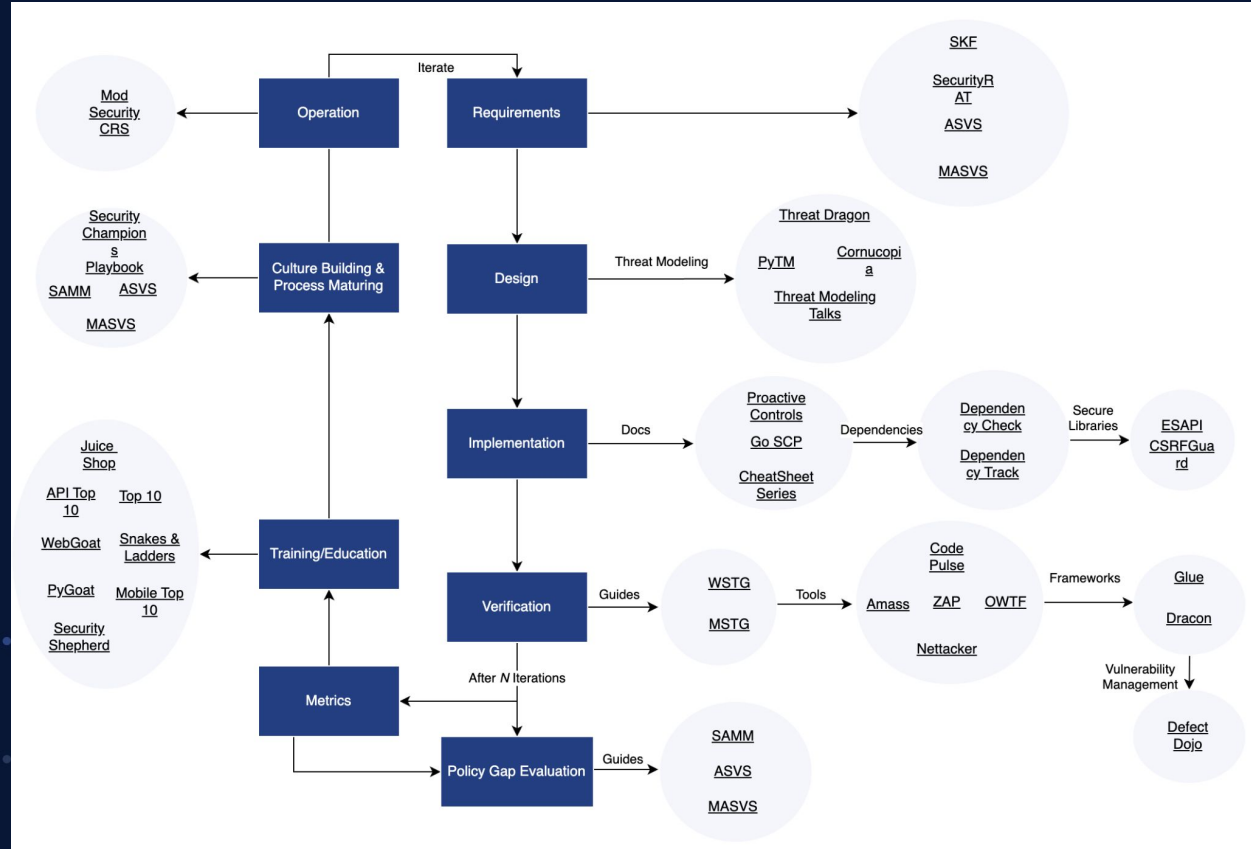 Iterate
Operation
Requirements
Mod
Security
CRS
SKF
SecurityR
AT
ASVS
MASVS
Security
Champion
s
Playbook
SAMM
ASVS
MASVS
Culture Building &
Process Maturing
Design
Threat Modeling
Threat Dragon
PyTM
Cornucopi
a
Threat Modeling
Talks
Implementation
Docs
Proactive
Controls
Go SCP
CheatSheet
Series
Dependencies
Dependen
cy Check
Dependen
cy Track
Secure
Libraries
ESAPI
CSRFGua
rd
Juice
Shop
API Top
10
Top 10
WebGoat
Snakes &
Ladders
PyGoat
Mobile Top
10
Security
Shepherd
Training/Education
Verification
Guides
WSTG
MSTG
Tools
Code
Pulse
Amass
ZAP
OWTF
Nettacker
Frameworks
Glue
Dracon
Vulnerability
Management
Defect
Dojo
After N Iterations
Metrics
Policy Gap Evaluation
Guides
SAMM
ASVS
MASVS